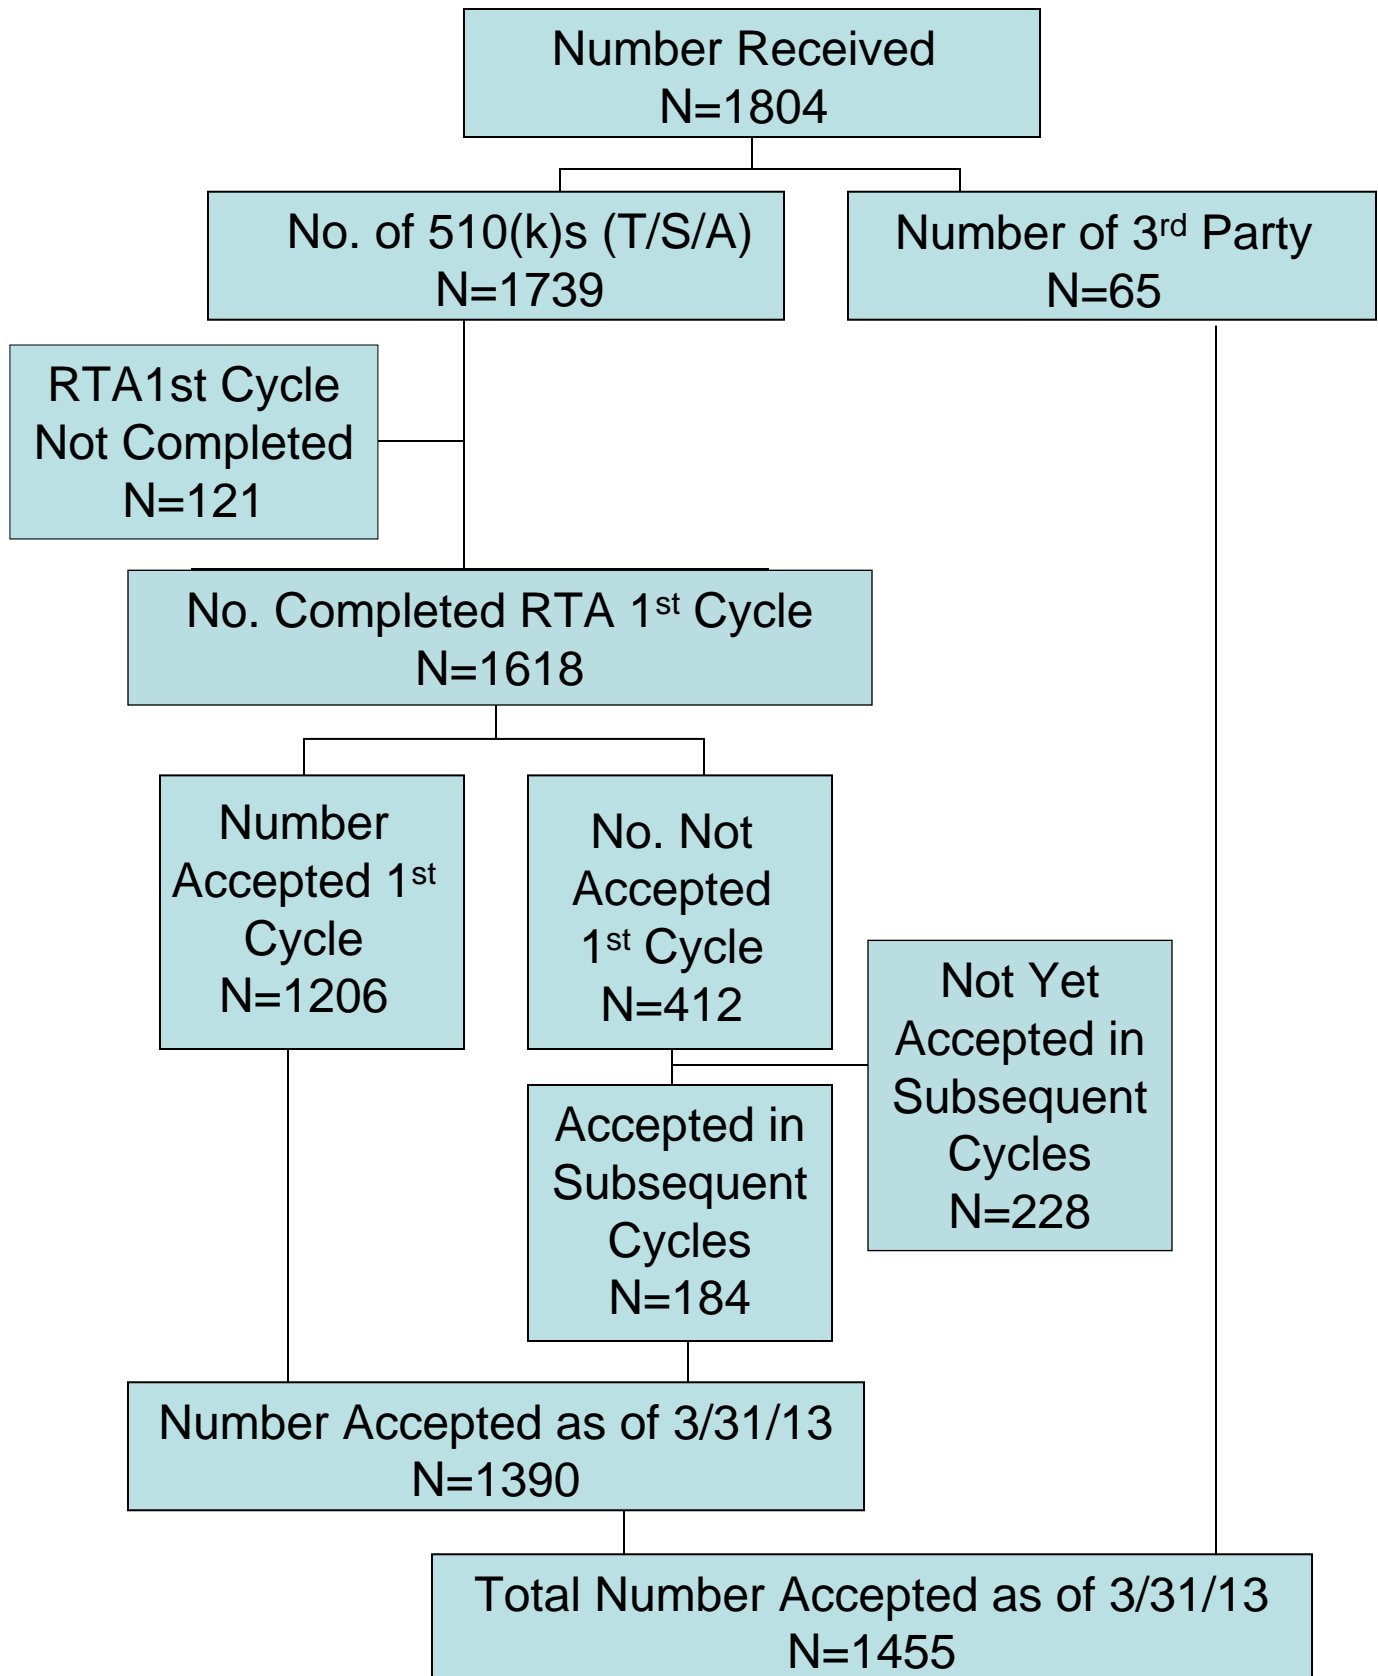 Number Received
N=1804
No. of 510(k)s (T/S/A)
N=1739
Number of 3rd Party
N=65
RTA1st Cycle
Not Completed
N=121
No. Completed RTA 1st Cycle
N=1618
Number
Accepted 1st
Cycle
N=1206
No. Not
Accepted
1st Cycle
N=412
Not Yet
Accepted in
Subsequent
Cycles
N=228
Accepted in
Subsequent
Cycles
N=184
Number Accepted as of 3/31/13
N=1390
Total Number Accepted as of 3/31/13
N=1455